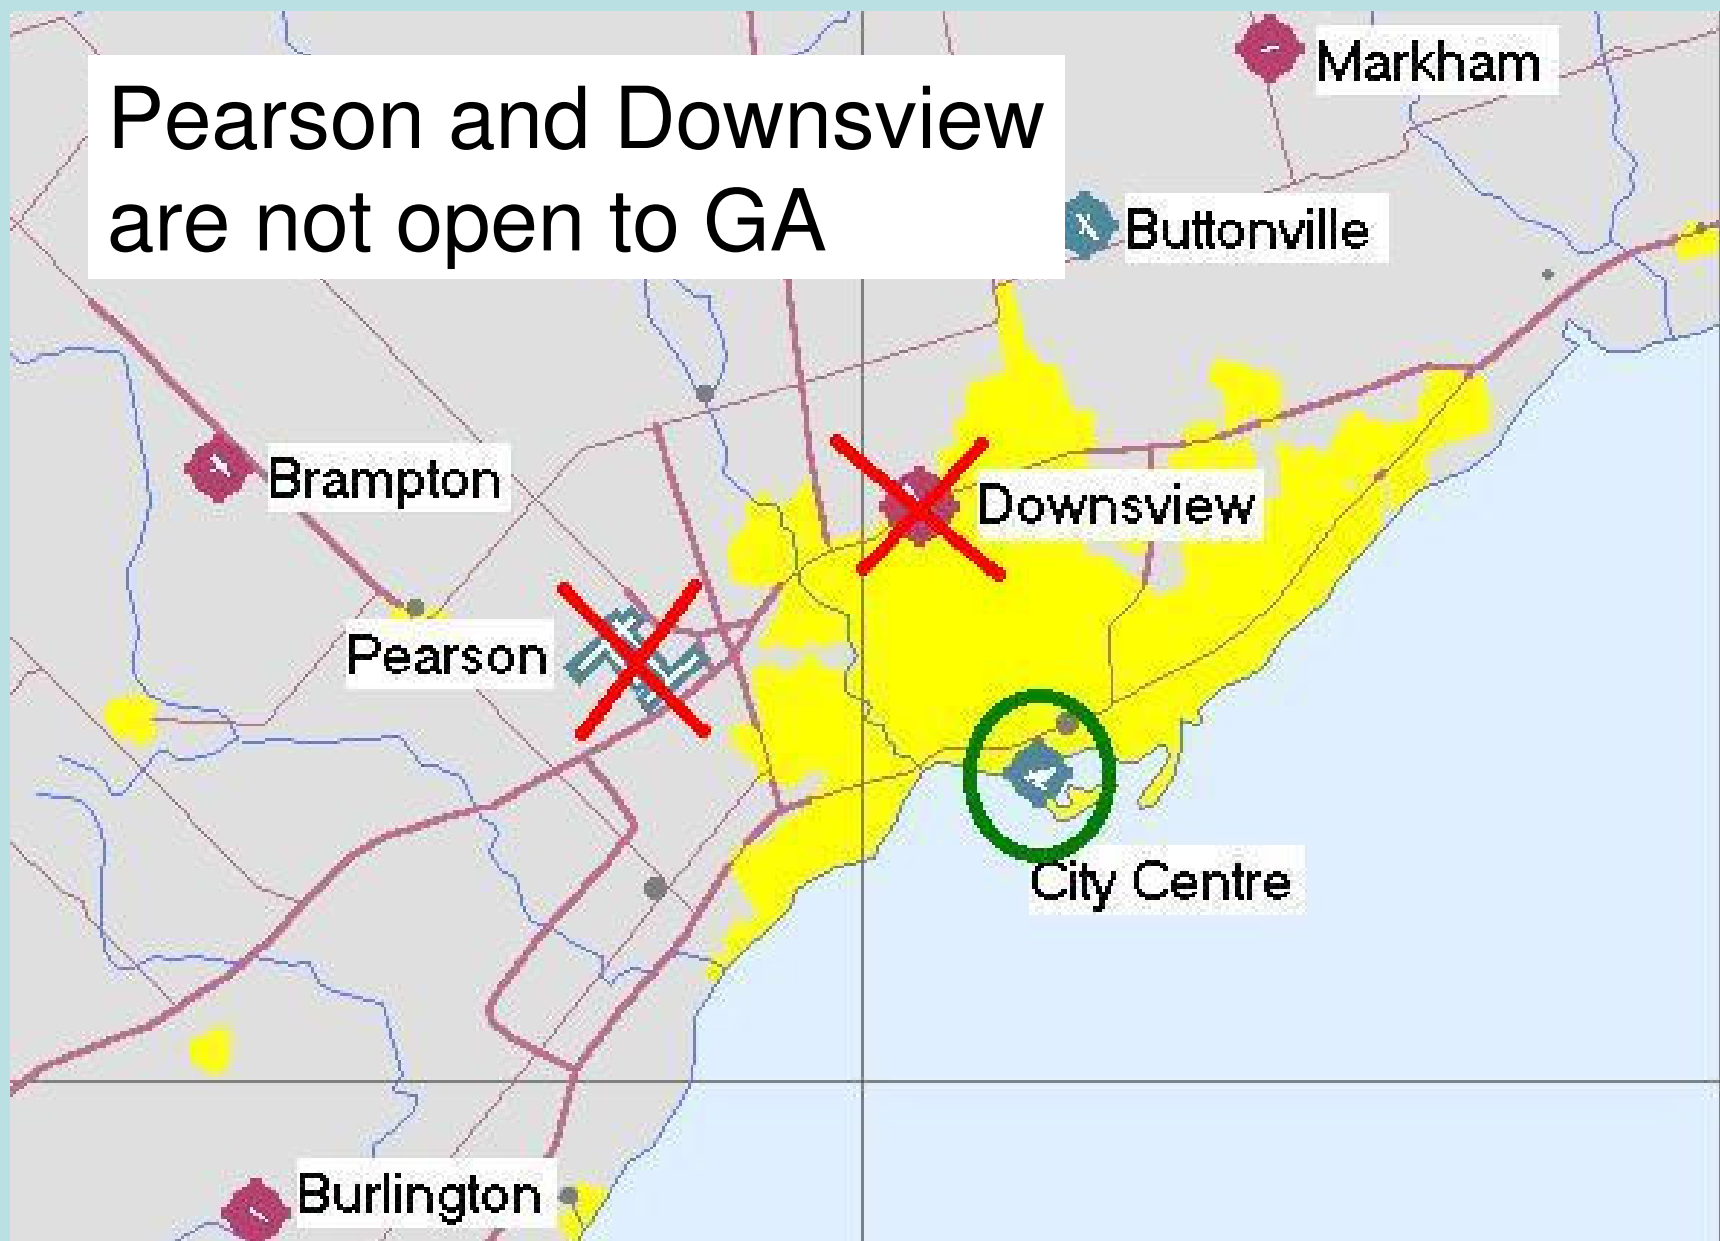 Pearson and Downsview
are not open to GA
Markham
Buttonville
Brampton
Downsview
Pearson
City Centre
Burlington